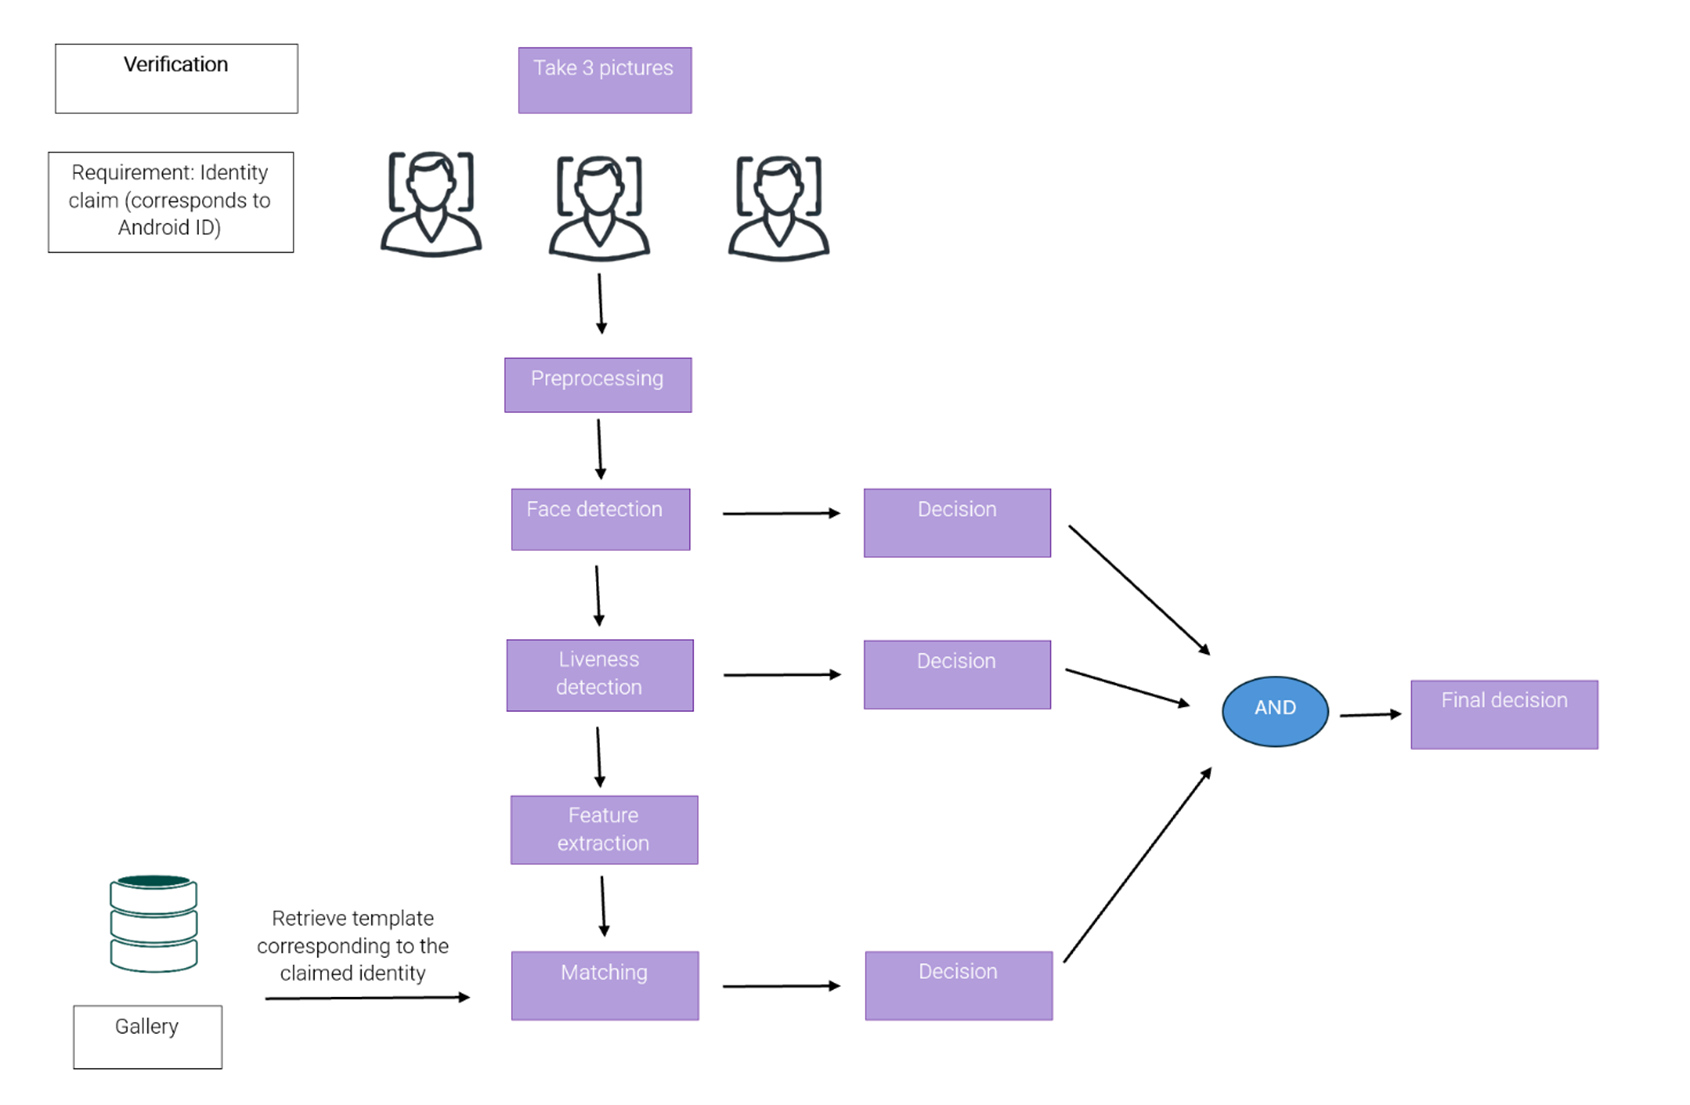 Verification
Take 3 pictures
Requirement: Identity
claim (corresponds to
Android ID)
Preprocessing
Face detection
Decision
Liveness
detection
Decision
AND
Final decision
Feature
extraction
Retrieve template
corresponding to the
claimed identity
Matching
Decision
Gallery